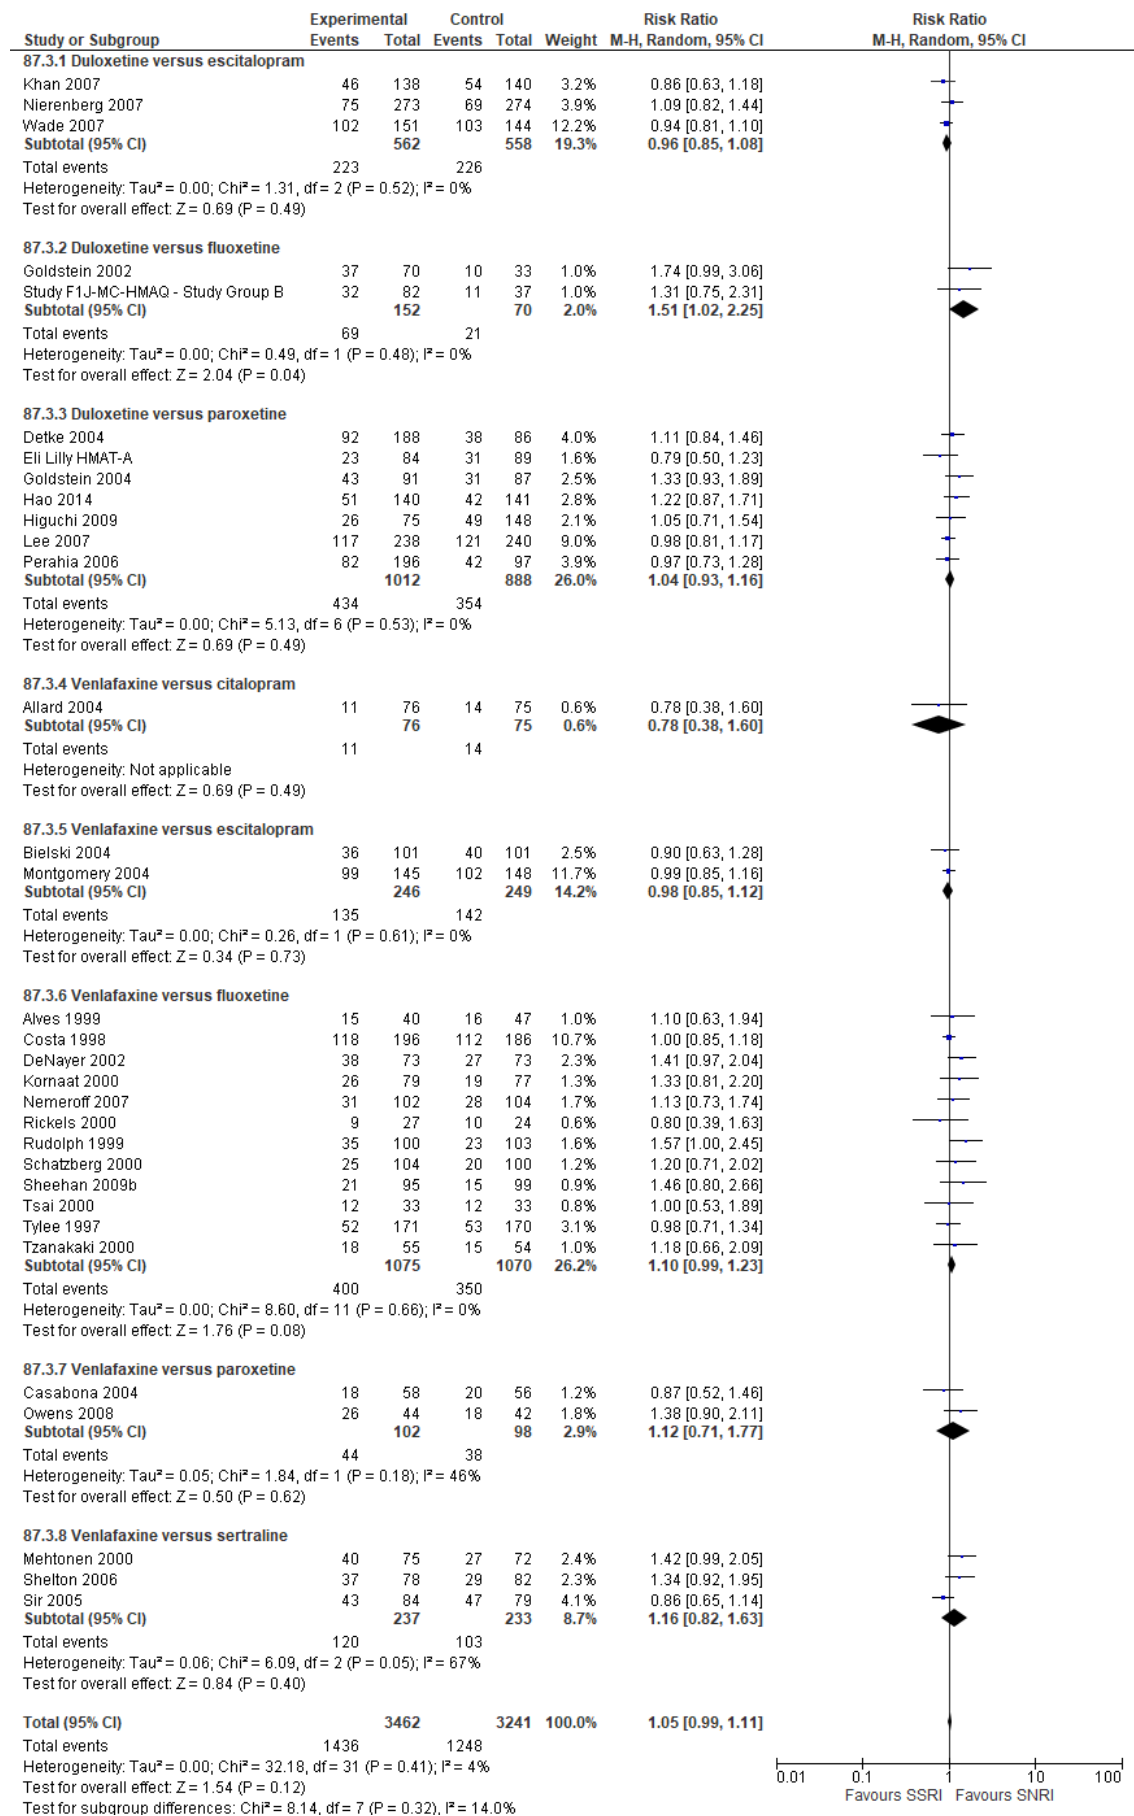 Experimental Control Risk Ratio Risk Ratio
Study or Subgroup Events Total Events Total Weight M-H, Random, 95% CI M-H, Random, 95% CI
87.3.1 Duloxetine versus escitalopram
Khan 2007 46 138 54 140 3.2% 0.86 [0.63, 1.18]
Nierenberg 2007 75 273 69 274 3.9% 1.09 [0.82, 1.44]
Wade 2007 102 151 103 144 12.2% 0.94 [0.81, 1.10]
Subtotal (95% CI) 562 558 19.3% 0.96 [0.85, 1.08]
Total events 223 226
Heterogeneity: Tau² = 0.00; Chi² = 1.31, df = 2 (P = 0.52); I² = 0%
Test for overall effect: Z = 0.69 (P = 0.49)
87.3.2 Duloxetine versus fluoxetine
Goldstein 2002 37 70 10 33 1.0% 1.74 [0.99, 3.06]
Study F1J-MC-HMAQ - Study Group B 32 82 11 37 1.0% 1.31 [0.75, 2.31]
Subtotal (95% CI) 152 70 2.0% 1.51 [1.02, 2.25]
Total events 69 21
Heterogeneity: Tau² = 0.00; Chi² = 0.49, df = 1 (P = 0.48); I² = 0%
Test for overall effect: Z = 2.04 (P = 0.04)
87.3.3 Duloxetine versus paroxetine
Detke 2004 92 188 38 86 4.0% 1.11 [0.84, 1.46]
Eli Lilly HMAT-A 23 84 31 89 1.6% 0.79 [0.50, 1.23]
Goldstein 2004 43 91 31 87 2.5% 1.33 [0.93, 1.89]
Hao 2014 51 140 42 141 2.8% 1.22 [0.87, 1.71]
Higuchi 2009 26 75 49 148 2.1% 1.05 [0.71, 1.54]
Lee 2007 117 238 121 240 9.0% 0.98 [0.81, 1.17]
Perahia 2006 82 196 42 97 3.9% 0.97 [0.73, 1.28]
Subtotal (95% CI) 1012 888 26.0% 1.04 [0.93, 1.16]
Total events 434 354
Heterogeneity: Tau² = 0.00; Chi² = 5.13, df = 6 (P = 0.53); I² = 0%
Test for overall effect: Z = 0.69 (P = 0.49)
87.3.4 Venlafaxine versus citalopram
Allard 2004 11 76 14 75 0.6% 0.78 [0.38, 1.60]
Subtotal (95% CI) 76 75 0.6% 0.78 [0.38, 1.60]
Total events 11 14
Heterogeneity: Not applicable
Test for overall effect: Z = 0.69 (P = 0.49)
87.3.5 Venlafaxine versus escitalopram
Bielski 2004 36 101 40 101 2.5% 0.90 [0.63, 1.28]
Montgomery 2004 99 145 102 148 11.7% 0.99 [0.85, 1.16]
Subtotal (95% CI) 246 249 14.2% 0.98 [0.85, 1.12]
Total events 135 142
Heterogeneity: Tau² = 0.00; Chi² = 0.26, df = 1 (P = 0.61); I² = 0%
Test for overall effect: Z = 0.34 (P = 0.73)
87.3.6 Venlafaxine versus fluoxetine
Alves 1999 15 40 16 47 1.0% 1.10 [0.63, 1.94]
Costa 1998 118 196 112 186 10.7% 1.00 [0.85, 1.18]
DeNayer 2002 38 73 27 73 2.3% 1.41 [0.97, 2.04]
Kornaat 2000 26 79 19 77 1.3% 1.33 [0.81, 2.20]
Nemeroff 2007 31 102 28 104 1.7% 1.13 [0.73, 1.74]
Rickels 2000 9 27 10 24 0.6% 0.80 [0.39, 1.63]
Rudolph 1999 35 100 23 103 1.6% 1.57 [1.00, 2.45]
Schatzberg 2000 25 104 20 100 1.2% 1.20 [0.71, 2.02]
Sheehan 2009b 21 95 15 99 0.9% 1.46 [0.80, 2.66]
Tsai 2000 12 33 12 33 0.8% 1.00 [0.53, 1.89]
Tylee 1997 52 171 53 170 3.1% 0.98 [0.71, 1.34]
Tzanakaki 2000 18 55 15 54 1.0% 1.18 [0.66, 2.09]
Subtotal (95% CI) 1075 1070 26.2% 1.10 [0.99, 1.23]
Total events 400 350
Heterogeneity: Tau² = 0.00; Chi² = 8.60, df = 11 (P = 0.66); I² = 0%
Test for overall effect: Z = 1.76 (P = 0.08)
87.3.7 Venlafaxine versus paroxetine
Casabona 2004 18 58 20 56 1.2% 0.87 [0.52, 1.46]
Owens 2008 26 44 18 42 1.8% 1.38 [0.90, 2.11]
Subtotal (95% CI) 102 98 2.9% 1.12 [0.71, 1.77]
Total events 44 38
Heterogeneity: Tau² = 0.05; Chi² = 1.84, df = 1 (P = 0.18); I² = 46%
Test for overall effect: Z = 0.50 (P = 0.62)
87.3.8 Venlafaxine versus sertraline
Mehtonen 2000 40 75 27 72 2.4% 1.42 [0.99, 2.05]
Shelton 2006 37 78 29 82 2.3% 1.34 [0.92, 1.95]
Sir 2005 43 84 47 79 4.1% 0.86 [0.65, 1.14]
Subtotal (95% CI) 237 233 8.7% 1.16 [0.82, 1.63]
Total events 120 103
Heterogeneity: Tau² = 0.06; Chi² = 6.09, df = 2 (P = 0.05); I² = 67%
Test for overall effect: Z = 0.84 (P = 0.40)
Total (95% CI) 3462 3241 100.0% 1.05 [0.99, 1.11]
Total events 1436 1248
Heterogeneity: Tau² = 0.00; Chi² = 32.18, df = 31 (P = 0.41); I² = 4%
Test for overall effect: Z = 1.54 (P = 0.12)
Test for subgroup differences: Chi² = 8.14, df = 7 (P = 0.32), I² = 14.0%
0.01 0.1 1 10 100
Favours SSRI Favours SNRI